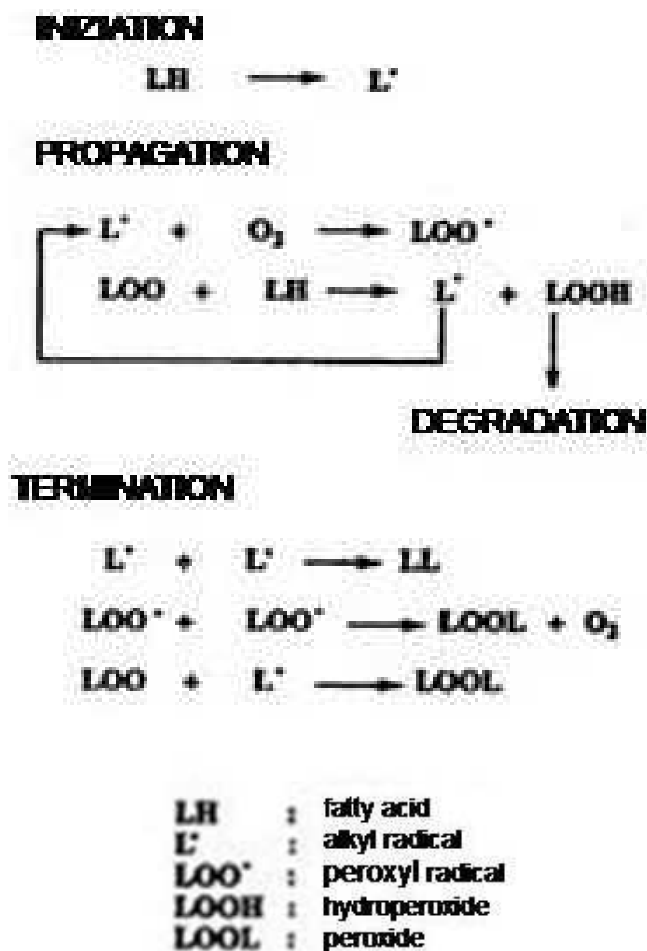 INIZIATION
LH → L•
PROPAGATION
L• + O₂ → LOO•
LOO + LH → L• + LOOH
DEGRADATION
TERMINATION
L• + L• → LL
LOO• + LOO• → LOOL + O₂
LOO + L• → LOOL
LH : fatty acid
L• : alkyl radical
LOO• : peroxyl radical
LOOH : hydroperoxide
LOOL : peroxide